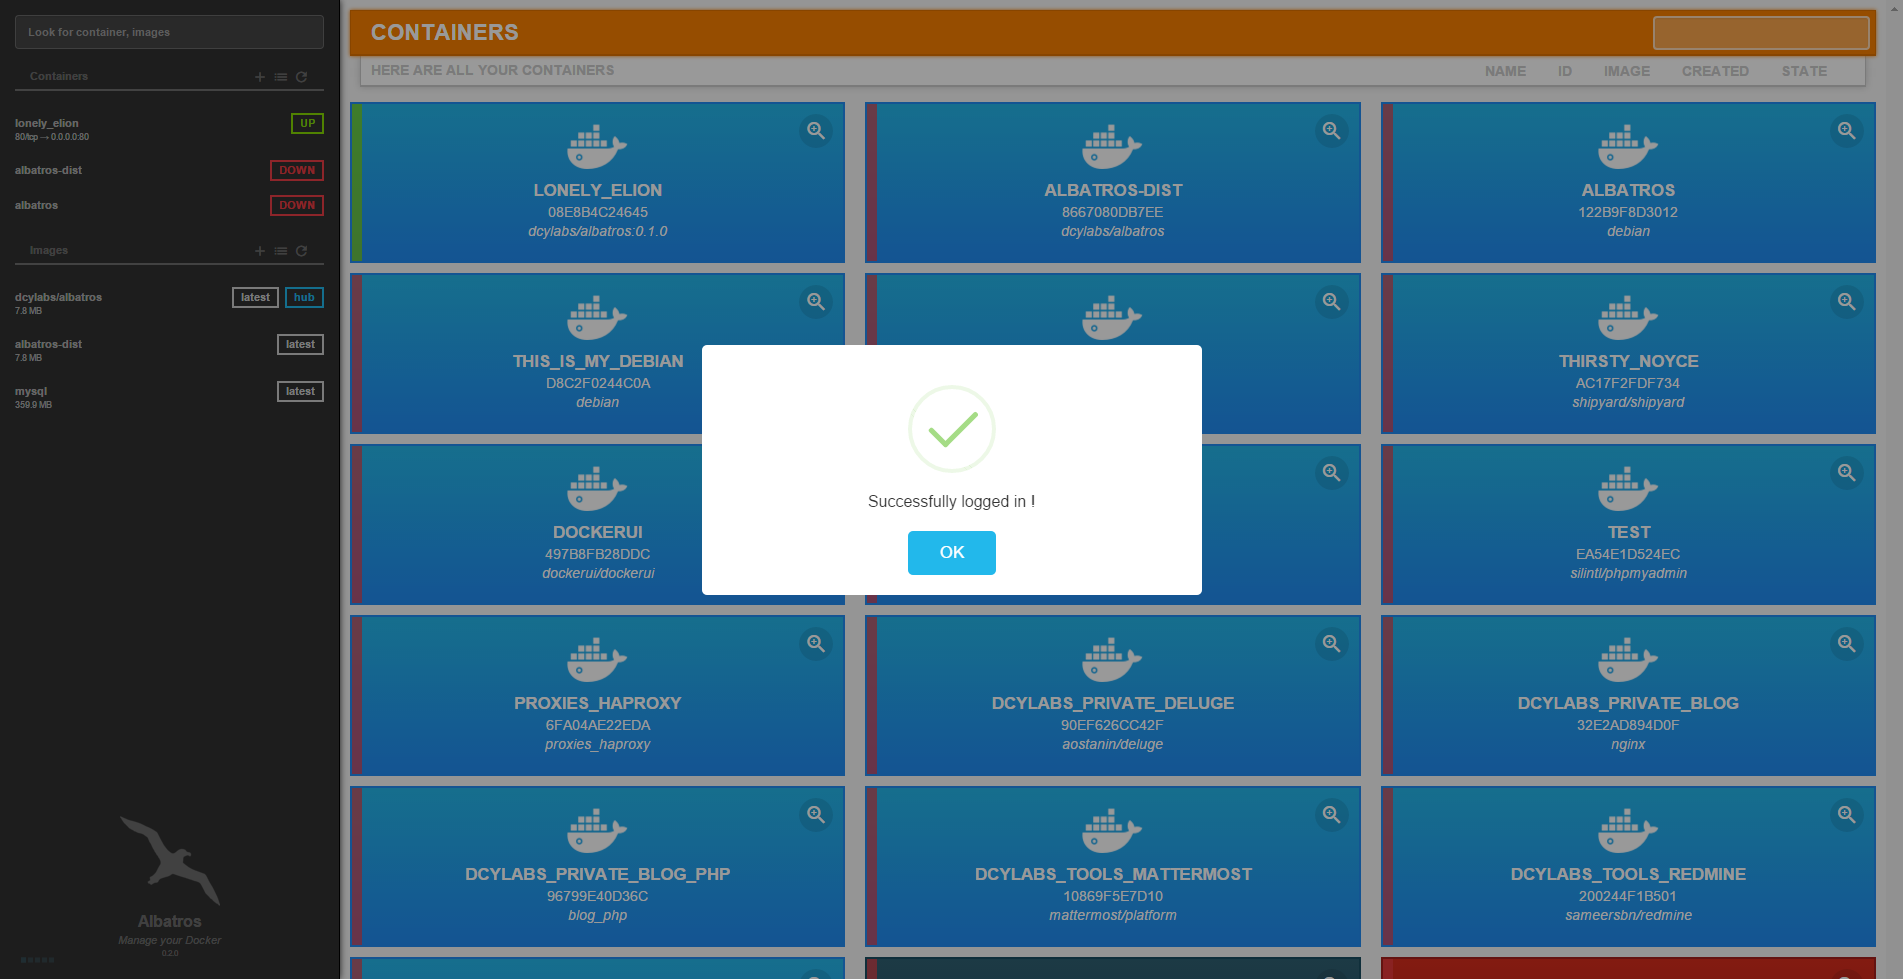 Look for container, images
Containers
lonely_elion
UP
80/tcp → 0.0.0.0:80
albatros-dist
DOWN
albatros
DOWN
Images
dcylabs/albatros
latest
hub
7.8 MB
albatros-dist
latest
7.8 MB
mysql
latest
359.9 MB
Albatros
Manage your Docker
0.2.0
CONTAINERS
HERE ARE ALL YOUR CONTAINERS
NAME ID IMAGE CREATED STATE
LONELY_ELION
08E8B4C24645
dcylabs/albatros:0.1.0
ALBATROS-DIST
8667080DB7EE
dcylabs/albatros
ALBATROS
122B9F8D3012
debian
THIS_IS_MY_DEBIAN
D8C2F0244C0A
debian
THIRSTY_NOYCE
AC17F2FDF734
shipyard/shipyard
Successfully logged in !
OK
DOCKERUI
497B8FB28DDC
dockerui/dockerui
TEST
EA54E1D524EC
silintl/phpmyadmin
PROXIES_HAPROXY
6FA04AE22EDA
proxies_haproxy
DCYLABS_PRIVATE_DELUGE
90EF626CC42F
aostanin/deluge
DCYLABS_PRIVATE_BLOG
32E2AD894D0F
nginx
DCYLABS_PRIVATE_BLOG_PHP
96799E40D36C
blog_php
DCYLABS_TOOLS_MATTERMOST
10869F5E7D10
mattermost/platform
DCYLABS_TOOLS_REDMINE
200244F1B501
sameersbn/redmine